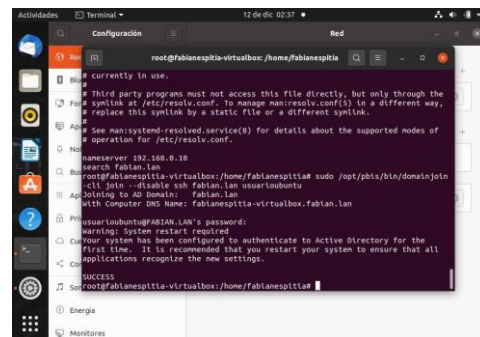 Actividades
Terminal
12 de dic 02:37
Configuración
Red
root@fabianespitia-virtualbox: /home/fabianespitia
# currently in use.
#
# Third party programs must not access this file directly, but only through the
# symlink at /etc/resolv.conf. To manage man:resolv.conf(5) in a different way,
# replace this symlink by a static file or a different symlink.
#
# See man:systemd-resolved.service(8) for details about the supported modes of
# operation for /etc/resolv.conf.
nameserver 192.168.0.10
search fabian.lan
root@fabianespitia-virtualbox:/home/fabianespitia# sudo /opt/pbis/bin/domainjoin
-cli join --disable ssh fabian.lan usuarioubuntu
Joining to AD Domain: fabian.lan
With Computer DNS Name: fabianespitia-virtualbox.fabian.lan
usuarioubuntu@FABIAN.LAN's password:
Warning: System restart required
Your system has been configured to authenticate to Active Directory for the
first time. It is recommended that you restart your system to ensure that all
applications recognize the new settings.
SUCCESS
root@fabianespitia-virtualbox:/home/fabianespitia#
Energía
Monitores